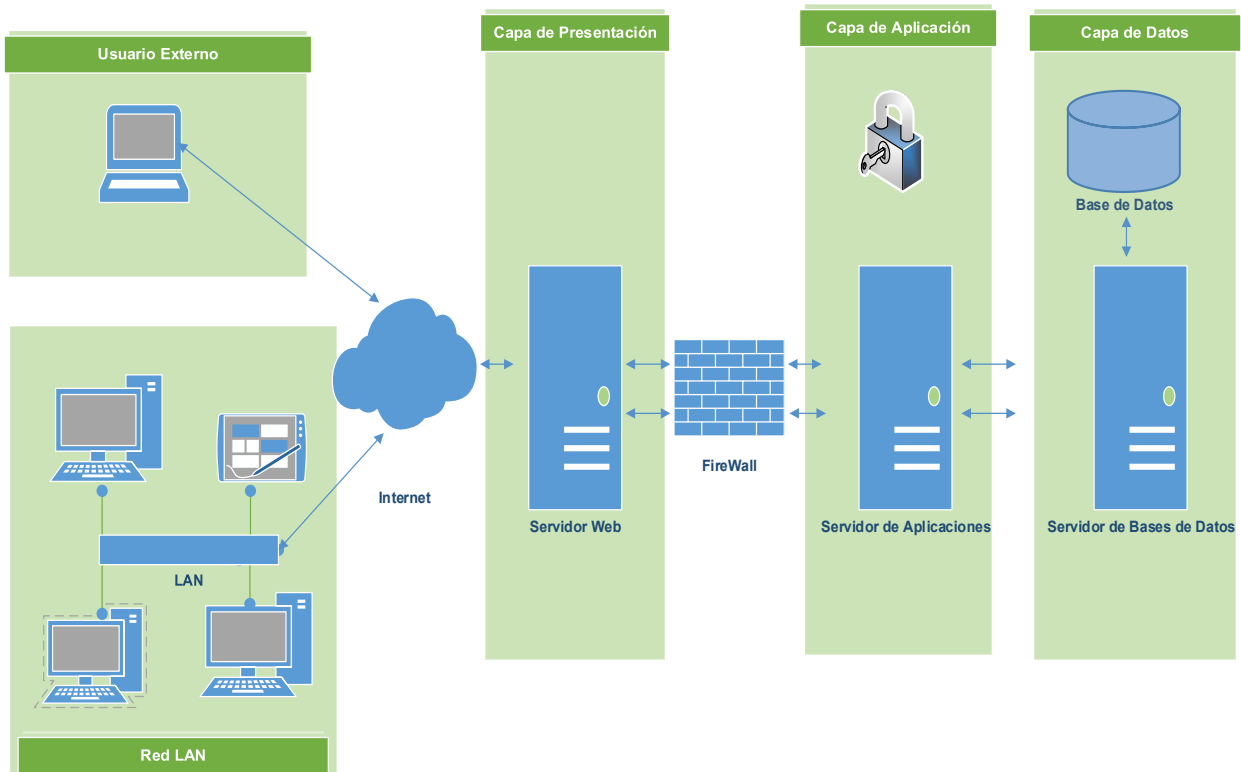 Usuario Externo
Capa de Presentación
Capa de Aplicación
Capa de Datos
Base de Datos
Internet
FireWall
Servidor Web
Servidor de Aplicaciones
Servidor de Bases de Datos
LAN
Red LAN